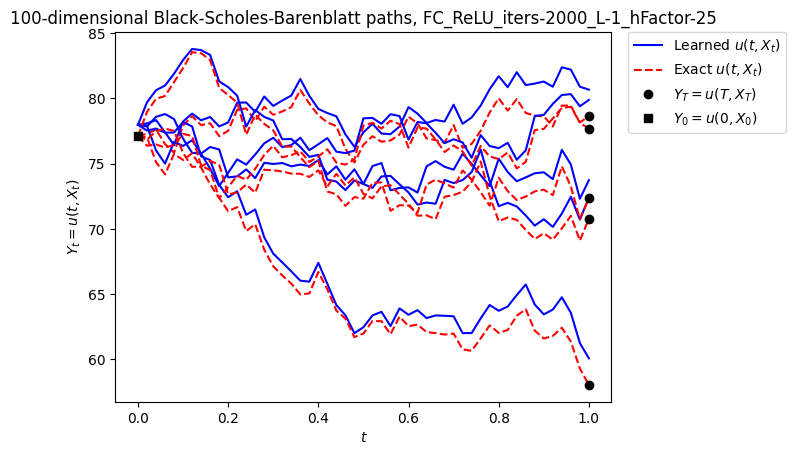 100-dimensional Black-Scholes-Barenblatt paths, FC_ReLU_iters-2000_L-1_hFactor-25
85
80
75
70
65
60
Y_t = u(t, X_t)
0.0 0.2 0.4 0.6 0.8 1.0
t
Learned u(t, X_t)
Exact u(t, X_t)
Y_T = u(T, X_T)
Y_0 = u(0, X_0)